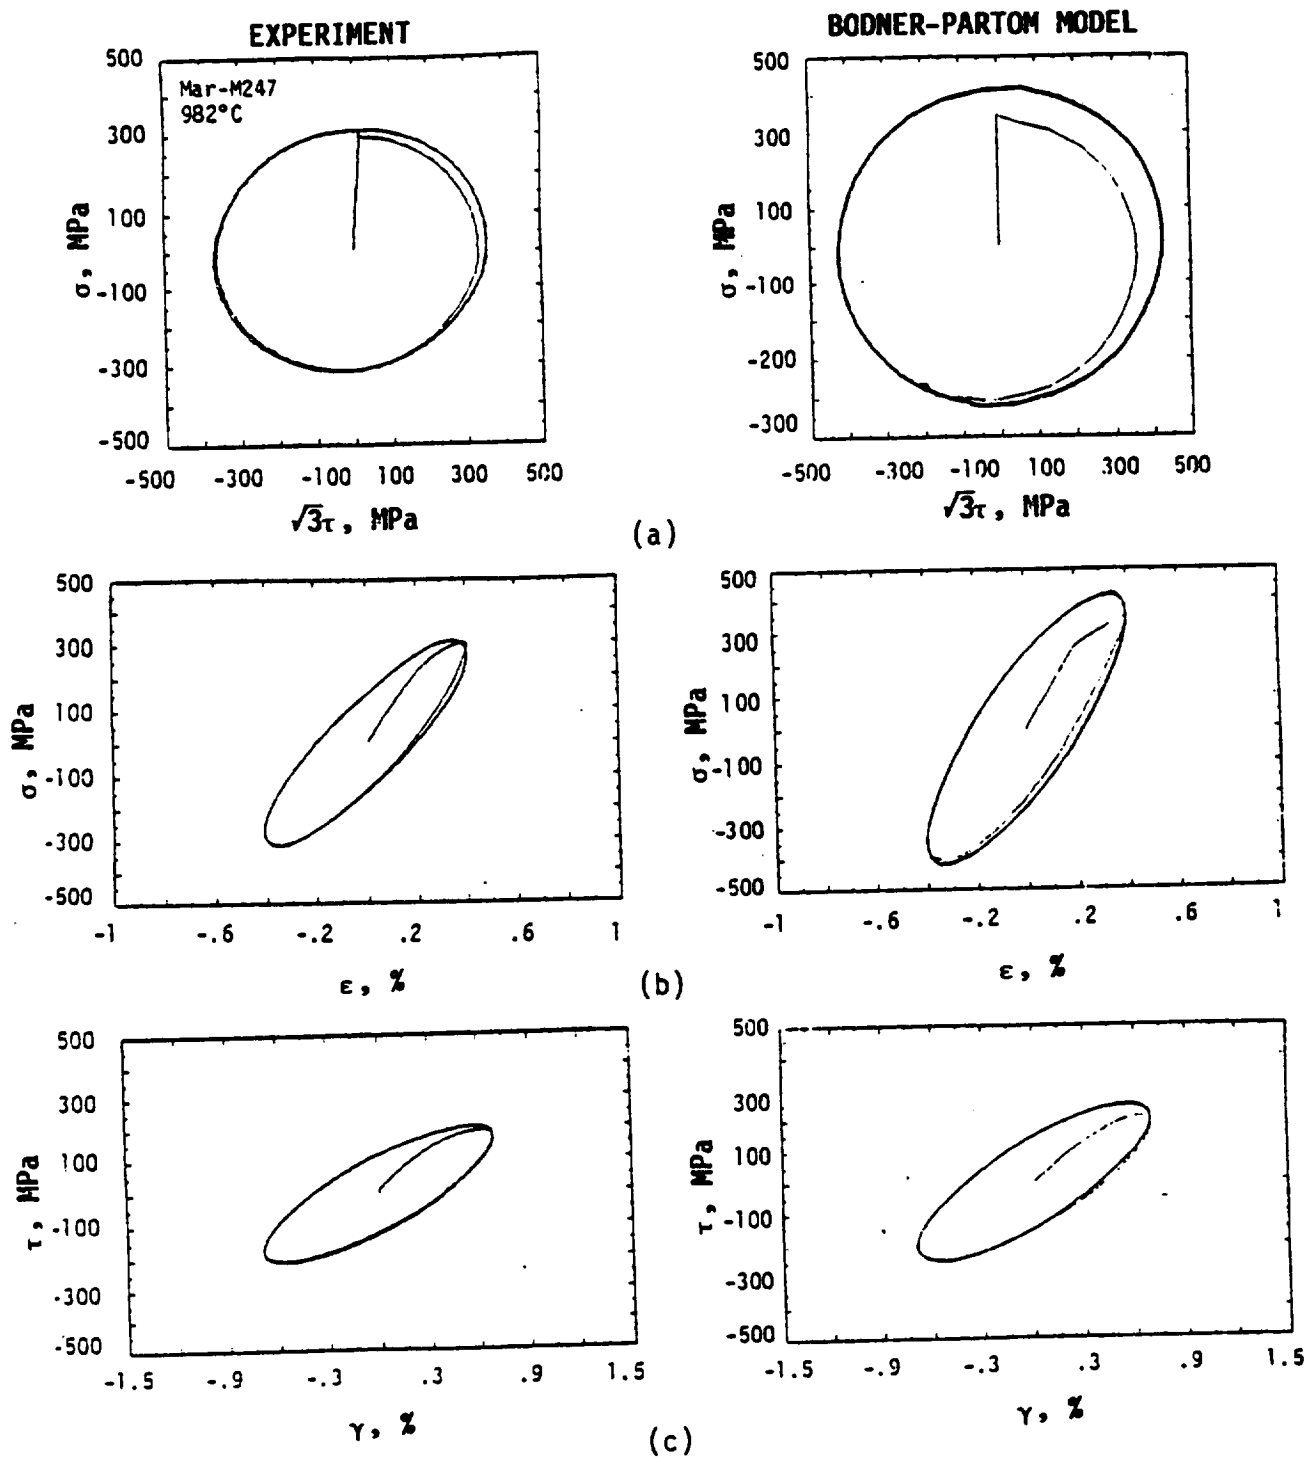 EXPERIMENT
500
Mar-M247
982°C
300
100
-100
-300
-500
σ, MPa
-500 -300 -100 100 300 500
√3τ, MPa
BODNER-PARTOM MODEL
500
300
100
-100
-200
-300
σ, MPa
-500 -300 -100 100 300 500
√3τ, MPa
(a)
500
300
100
-100
-300
-500
σ, MPa
-1 -.6 -.2 .2 .6 1
ε, %
500
300
100
-100
-300
-500
σ, MPa
-1 -.6 -.2 .2 .6 1
ε, %
(b)
500
300
100
-100
-300
-500
τ, MPa
-1.5 -.9 -.3 .3 .9 1.5
γ, %
500
300
100
-100
-300
-500
τ, MPa
-1.5 -.9 -.3 .3 .9 1.5
γ, %
(c)